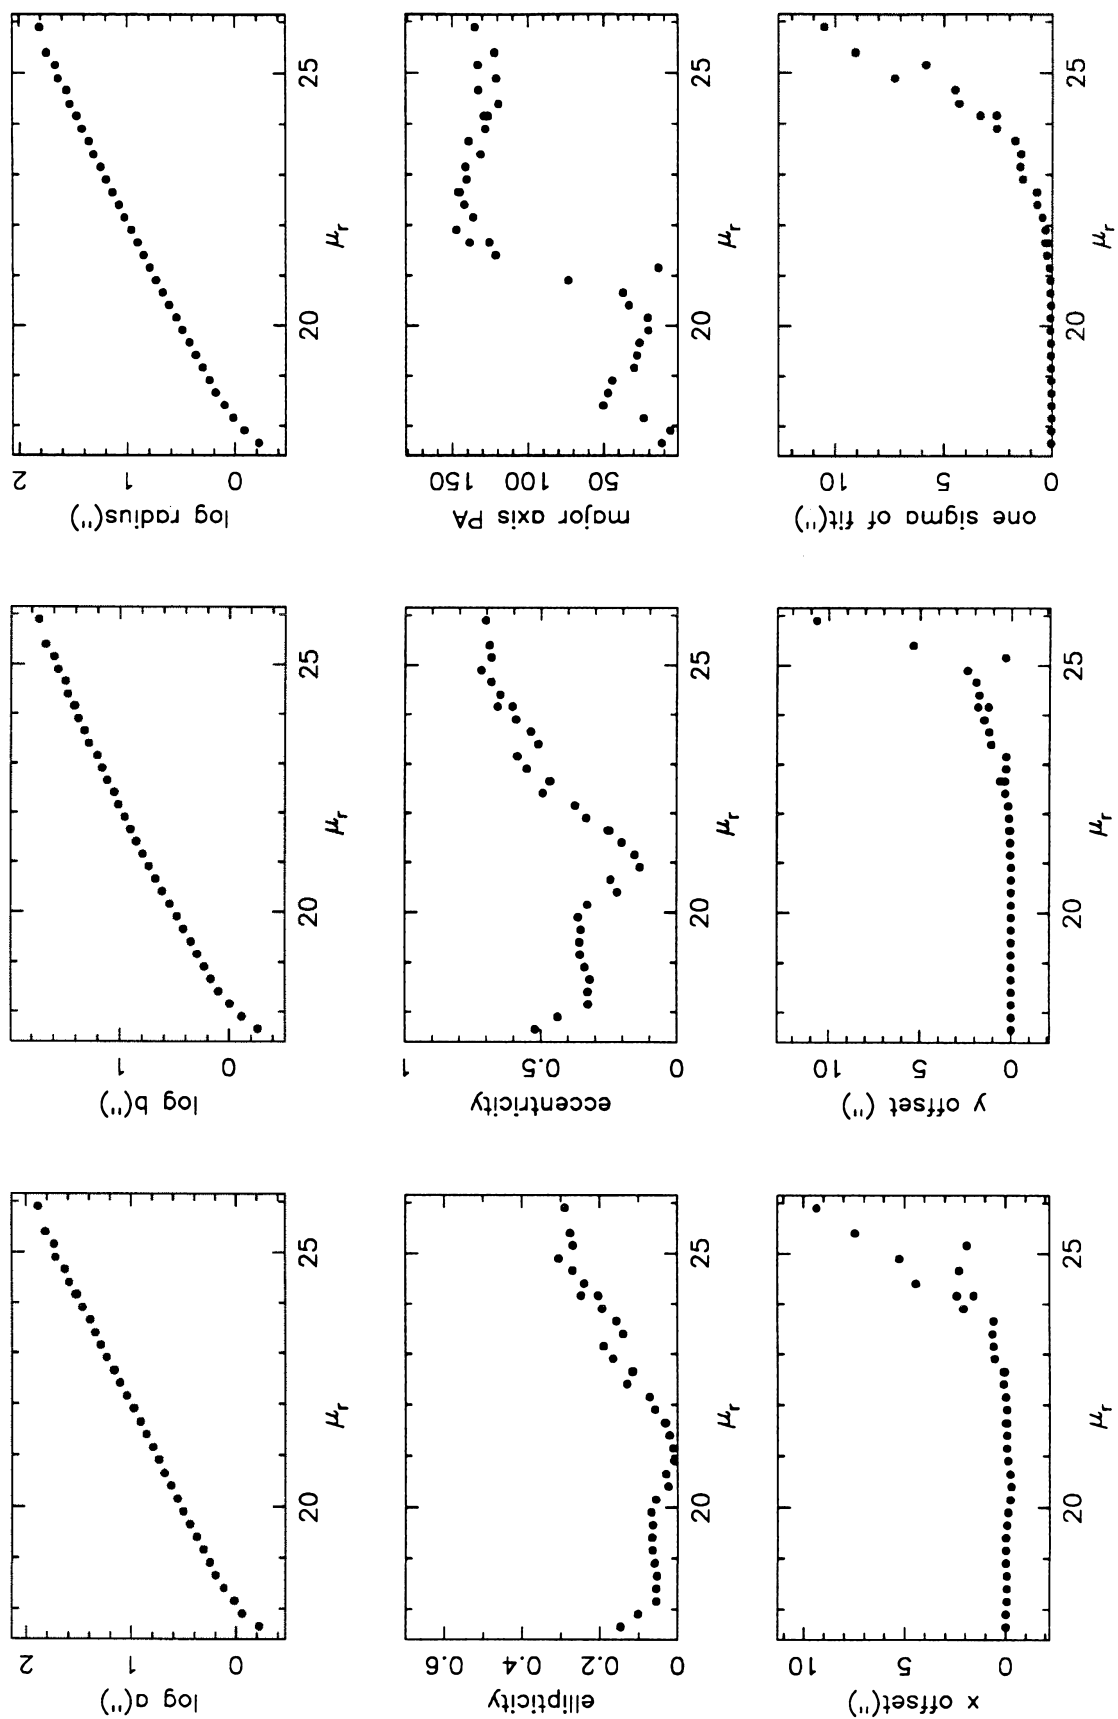 2
1
0
log a('')
20
25
μr
1
0
log b('')
20
25
μr
2
1
0
log radius('')
20
25
μr
0.6
0.4
0.2
0
ellipticity
20
25
μr
1
0.5
0
eccentricity
20
25
μr
150
100
50
0
major axis PA
20
25
μr
10
5
0
x offset('')
20
25
μr
10
5
0
y offset ('')
20
25
μr
10
5
0
one sigma of fit('')
20
25
μr